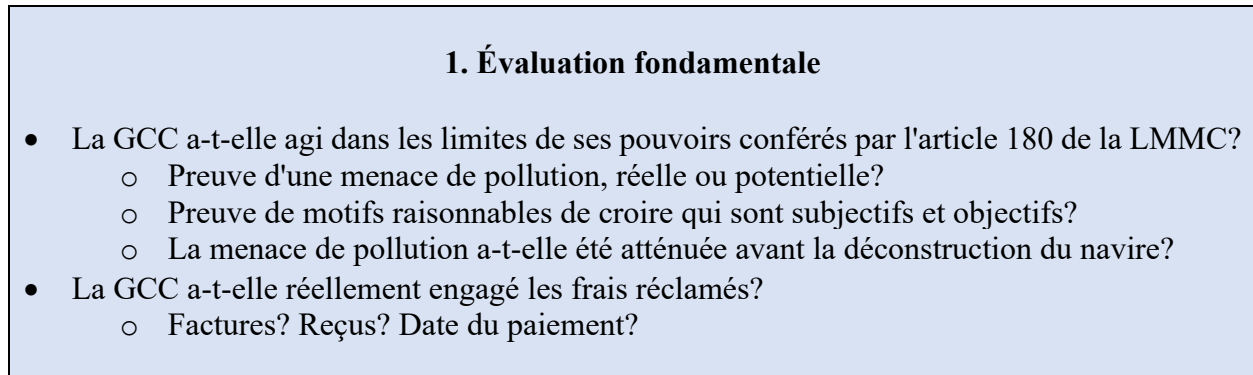 1. Évaluation fondamentale
• La GCC a-t-elle agi dans les limites de ses pouvoirs conférés par l'article 180 de la LMMC?
o Preuve d'une menace de pollution, réelle ou potentielle?
o Preuve de motifs raisonnables de croire qui sont subjectifs et objectifs?
o La menace de pollution a-t-elle été atténuée avant la déconstruction du navire?
• La GCC a-t-elle réellement engagé les frais réclamés?
o Factures? Reçus? Date du paiement?